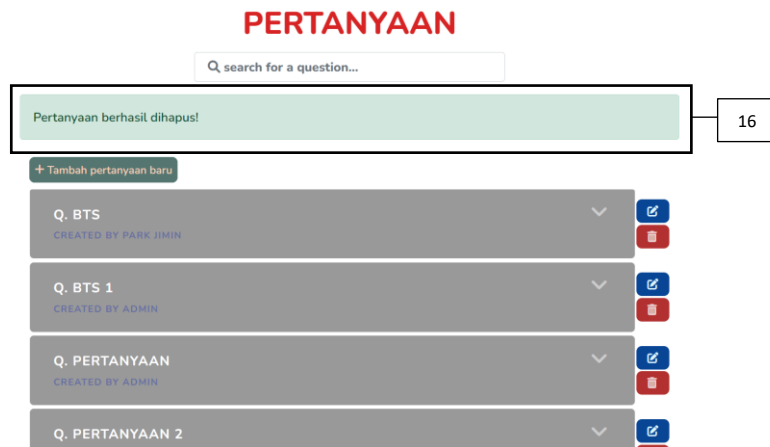 PERTANYAAN
search for a question...
Pertanyaan berhasil dihapus!
16
+ Tambah pertanyaan baru
Q. BTS
CREATED BY PARK JIMIN
Q. BTS 1
CREATED BY ADMIN
Q. PERTANYAAN
CREATED BY ADMIN
Q. PERTANYAAN 2